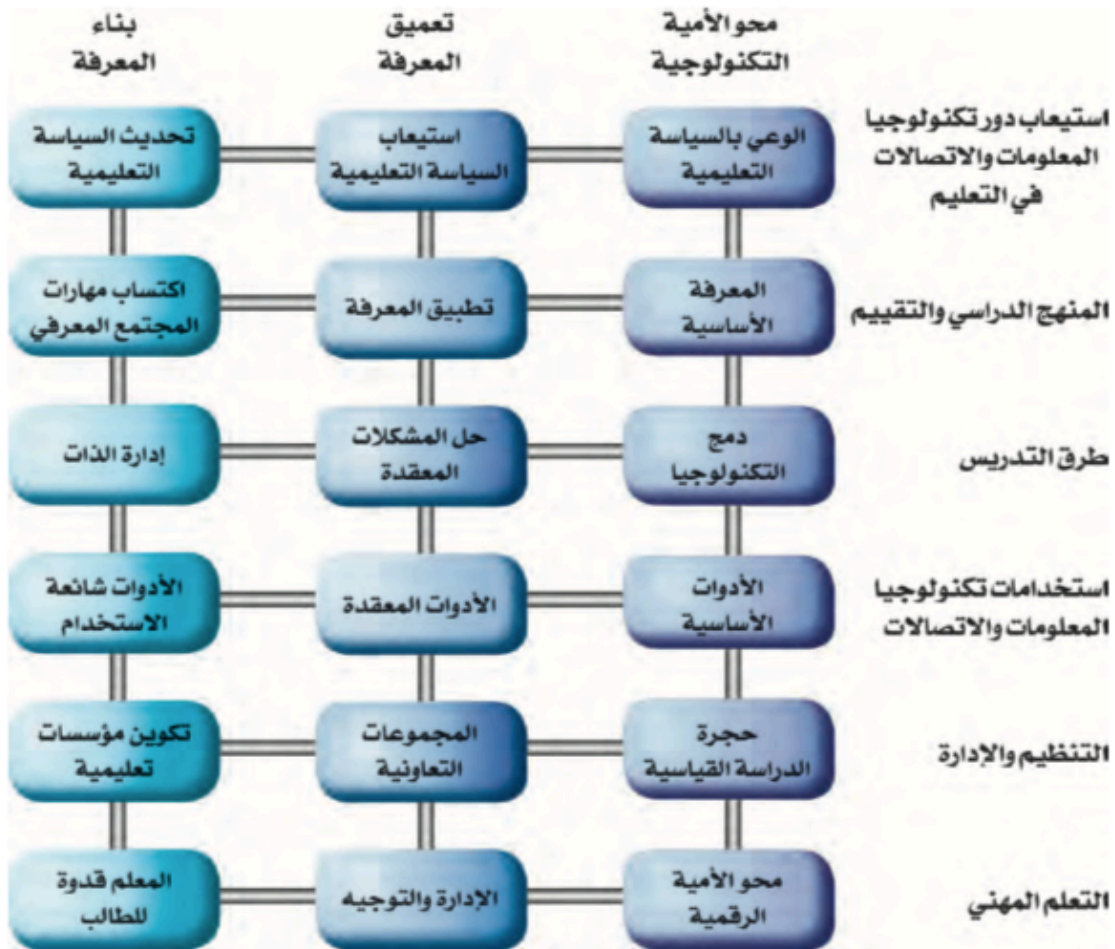 محو الأمية
التكنولوجية
تعميق
المعرفة
بناء
المعرفة
استيعاب دور تكنولوجيا
المعلومات والاتصالات
في التعليم
الوعي بالسياسة
التعليمية
استيعاب
السياسة التعليمية
تحديث السياسة
التعليمية
المنهج الدراسي والتقييم
المعرفة
الأساسية
تطبيق المعرفة
اكتساب مهارات
المجتمع المعرفي
طرق التدريس
دمج
التكنولوجيا
حل المشكلات
المعقدة
إدارة الذات
استخدامات تكنولوجيا
المعلومات والاتصالات
الأدوات
الأساسية
الأدوات المعقدة
الأدوات شائعة
الاستخدام
التنظيم والإدارة
حجرة
الدراسة القياسية
المجموعات
التعاونية
تكوين مؤسسات
تعليمية
التعلم المهني
محو الأمية
الرقمية
الإدارة والتوجيه
المعلم قدوة
للطالب